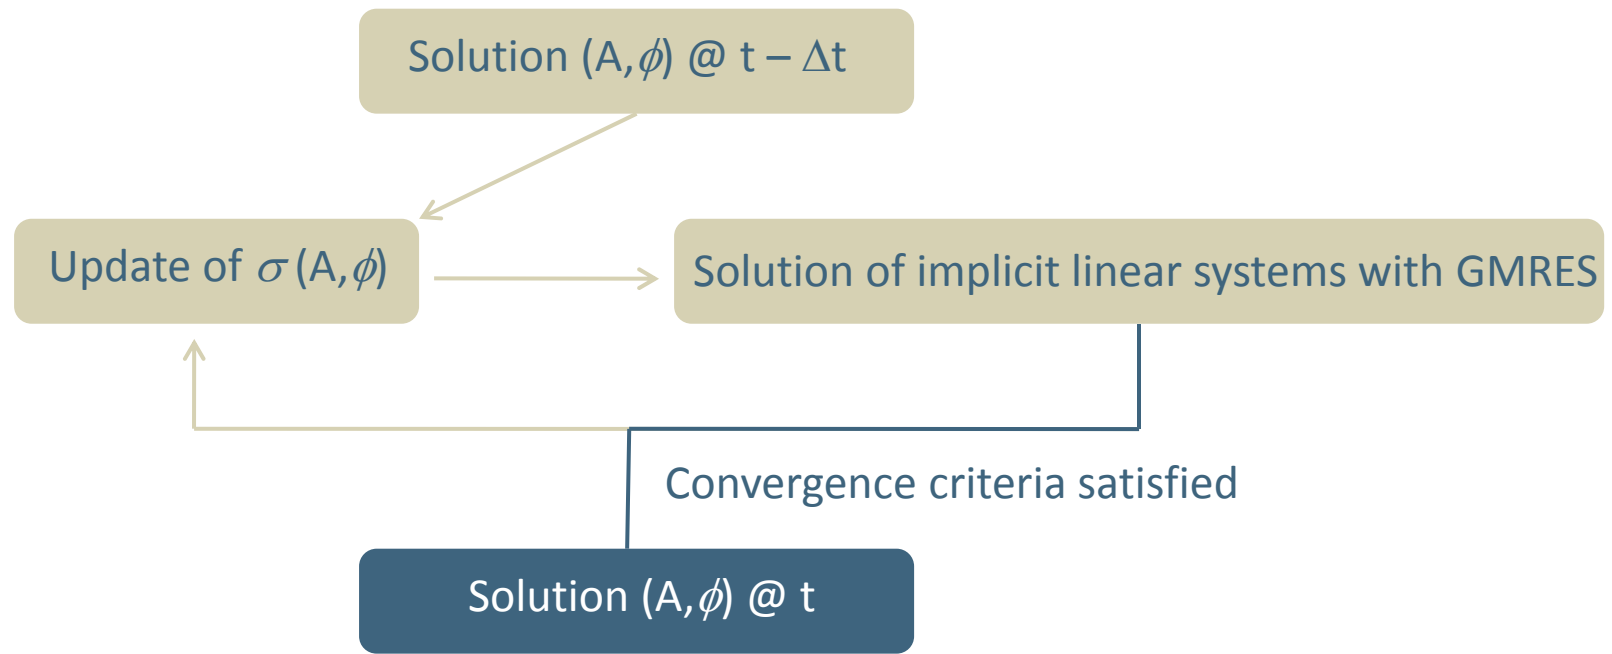 Solution (A,ϕ) @ t – Δt
Update of σ (A,ϕ)
Solution of implicit linear systems with GMRES
Convergence criteria satisfied
Solution (A,ϕ) @ t